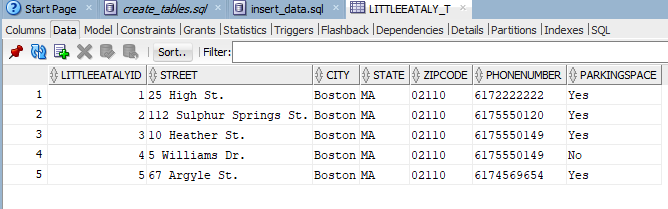 Start Page create_tables.sql insert_data.sql LITTLEEATALY_T
Columns Data Model Constraints Grants Statistics Triggers Flashback Dependencies Details Partitions Indexes SQL
Sort.. Filter:
LITTLEEATALYID STREET CITY STATE ZIPCODE PHONENUMBER PARKINGSPACE
1 1 25 High St. Boston MA 02110 6172222222 Yes
2 2 112 Sulphur Springs St. Boston MA 02110 6175550120 Yes
3 3 10 Heather St. Boston MA 02110 6175550149 Yes
4 4 5 Williams Dr. Boston MA 02110 6175550149 No
5 5 67 Argyle St. Boston MA 02110 6174569654 Yes